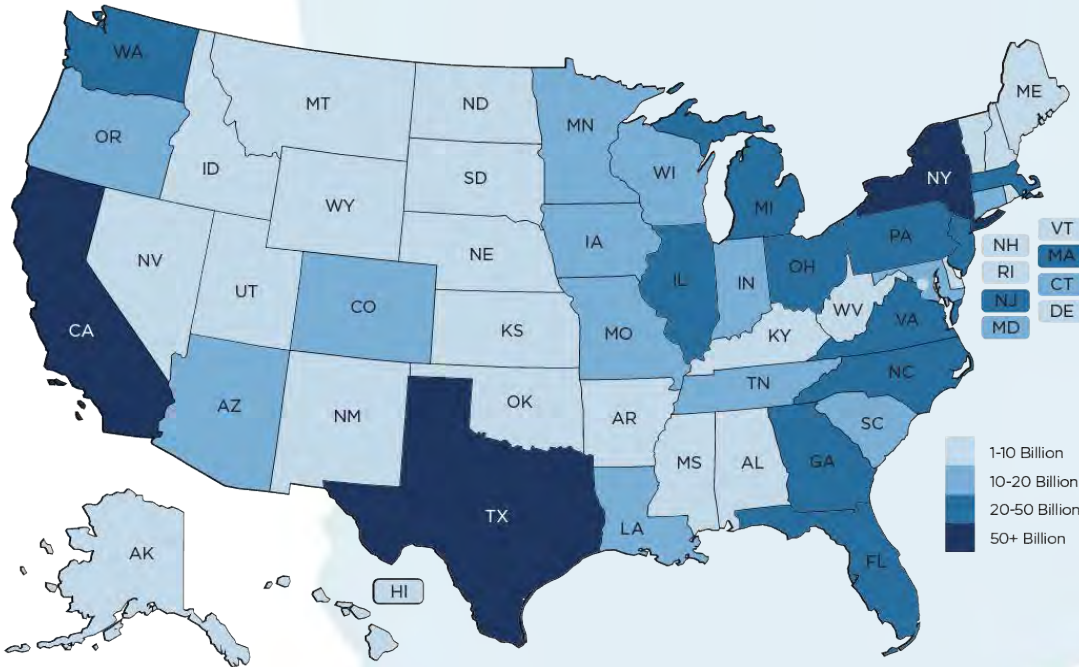 WA
MT
ND
MN
ME
OR
ID
SD
WI
NY
WY
MI
NV
NE
IA
PA
VT
UT
CO
IL
IN
OH
NH
MA
CA
KS
MO
WV
VA
RI
CT
NJ
DE
MD
KY
AZ
NM
OK
AR
TN
NC
SC
MS
AL
GA
TX
LA
FL
AK
HI
1-10 Billion
10-20 Billion
20-50 Billion
50+ Billion